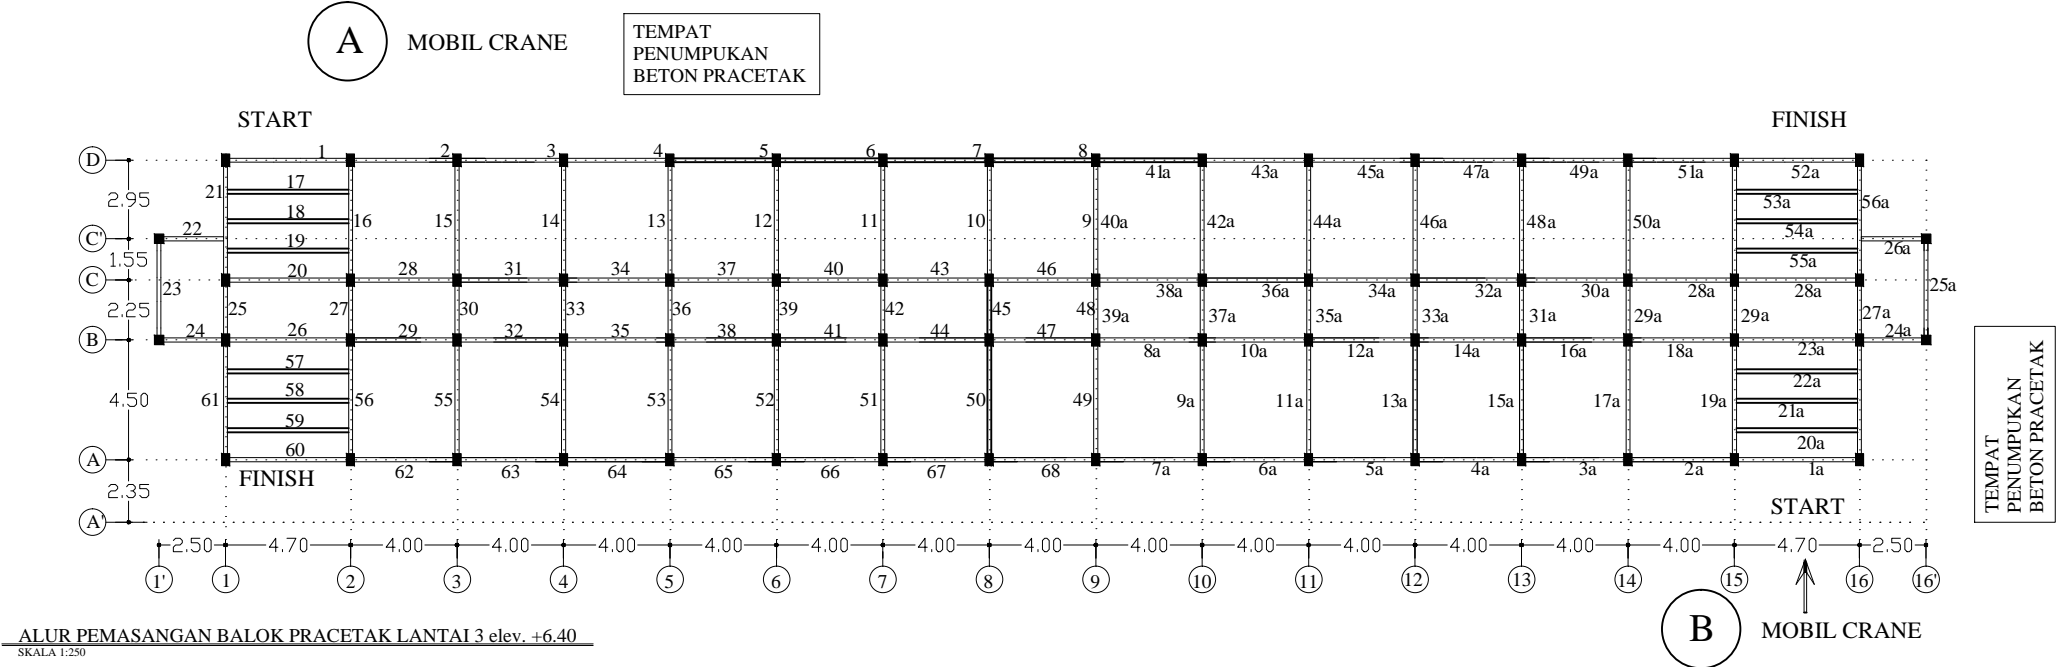 A MOBIL CRANE
TEMPAT
PENUMPUKAN
BETON PRACETAK
START FINISH
D 1 2 3 4 5 6 7 8
41a 43a 45a 47a 49a 51a 52a
2.95 21 17 53a 56a
18 16 15 14 13 12 11 10 9 40a 42a 44a 46a 48a 50a 54a
C' 22 19 55a 26a
1.55 20 28 31 34 37 40 43 46
C 38a 36a 34a 32a 30a 28a 28a
23 25a
2.25 25 27 30 33 36 39 42 45 48 39a 37a 35a 33a 31a 29a 29a 27a
B 24 26 29 32 35 38 41 44 47 24a
8a 10a 12a 14a 16a 18a 23a
57 22a
4.50 61 58 56 55 54 53 52 51 50 49 9a 11a 13a 15a 17a 19a 21a
59 20a
A 60
FINISH 62 63 64 65 66 67 68 7a 6a 5a 4a 3a 2a 1a
2.35
START
A'
2.50 4.70 4.00 4.00 4.00 4.00 4.00 4.00 4.00 4.00 4.00 4.00 4.00 4.00 4.00 4.70 2.50
1' 1 2 3 4 5 6 7 8 9 10 11 12 13 14 15 16 16'
TEMPAT
PENUMPUKAN
BETON PRACETAK
B MOBIL CRANE
ALUR PEMASANGAN BALOK PRACETAK LANTAI 3 elev. +6.40
SKALA 1:250